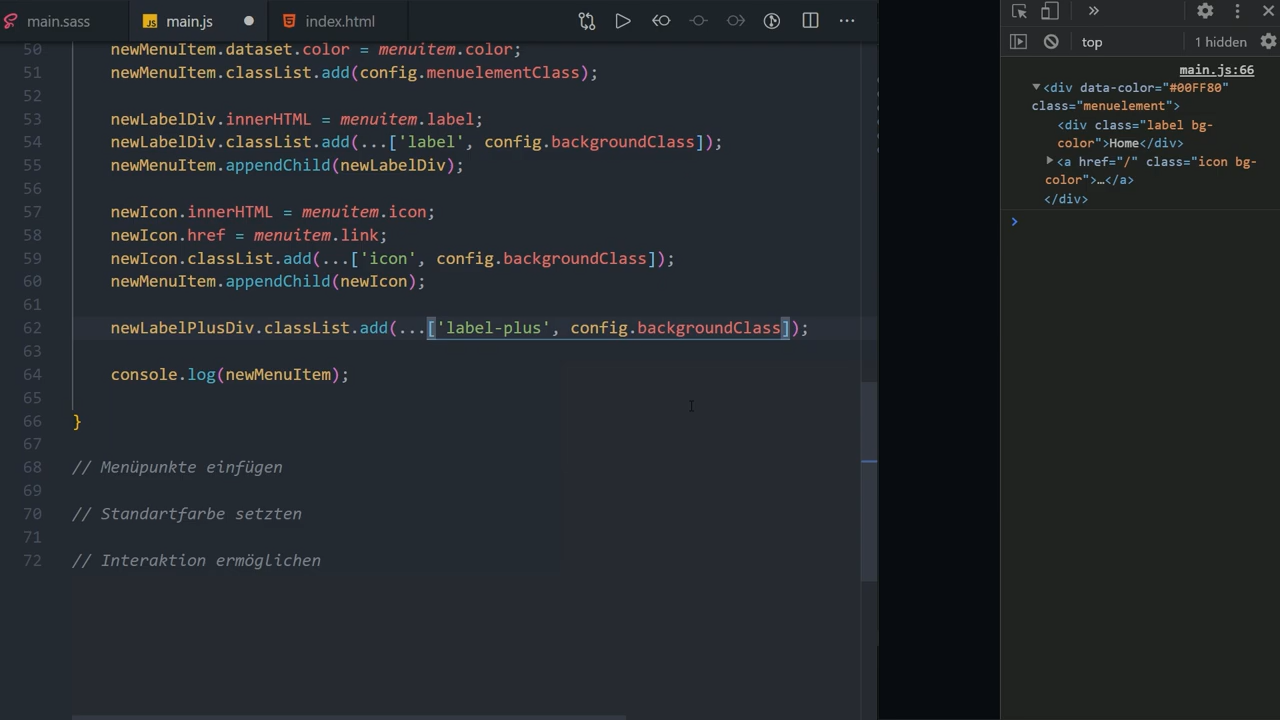 main.sass
JS main.js
index.html
50 newMenuItem.dataset.color = menuitem.color;
51 newMenuItem.classList.add(config.menuelementClass);
52
53 newLabelDiv.innerHTML = menuitem.label;
54 newLabelDiv.classList.add(...['label', config.backgroundClass]);
55 newMenuItem.appendChild(newLabelDiv);
56
57 newIcon.innerHTML = menuitem.icon;
58 newIcon.href = menuitem.link;
59 newIcon.classList.add(...['icon', config.backgroundClass]);
60 newMenuItem.appendChild(newIcon);
61
62 newLabelPlusDiv.classList.add(...['label-plus', config.backgroundClass]);
63
64 console.log(newMenuItem);
65
66 }
67
68 // Menüpunkte einfügen
69
70 // Standartfarbe setzten
71
72 // Interaktion ermöglichen
top
1 hidden
main.js:66
<div data-color="#00FF80"
class="menuelement">
<div class="label bg-
color">Home</div>
<a href="/" class="icon bg-
color">…</a>
</div>